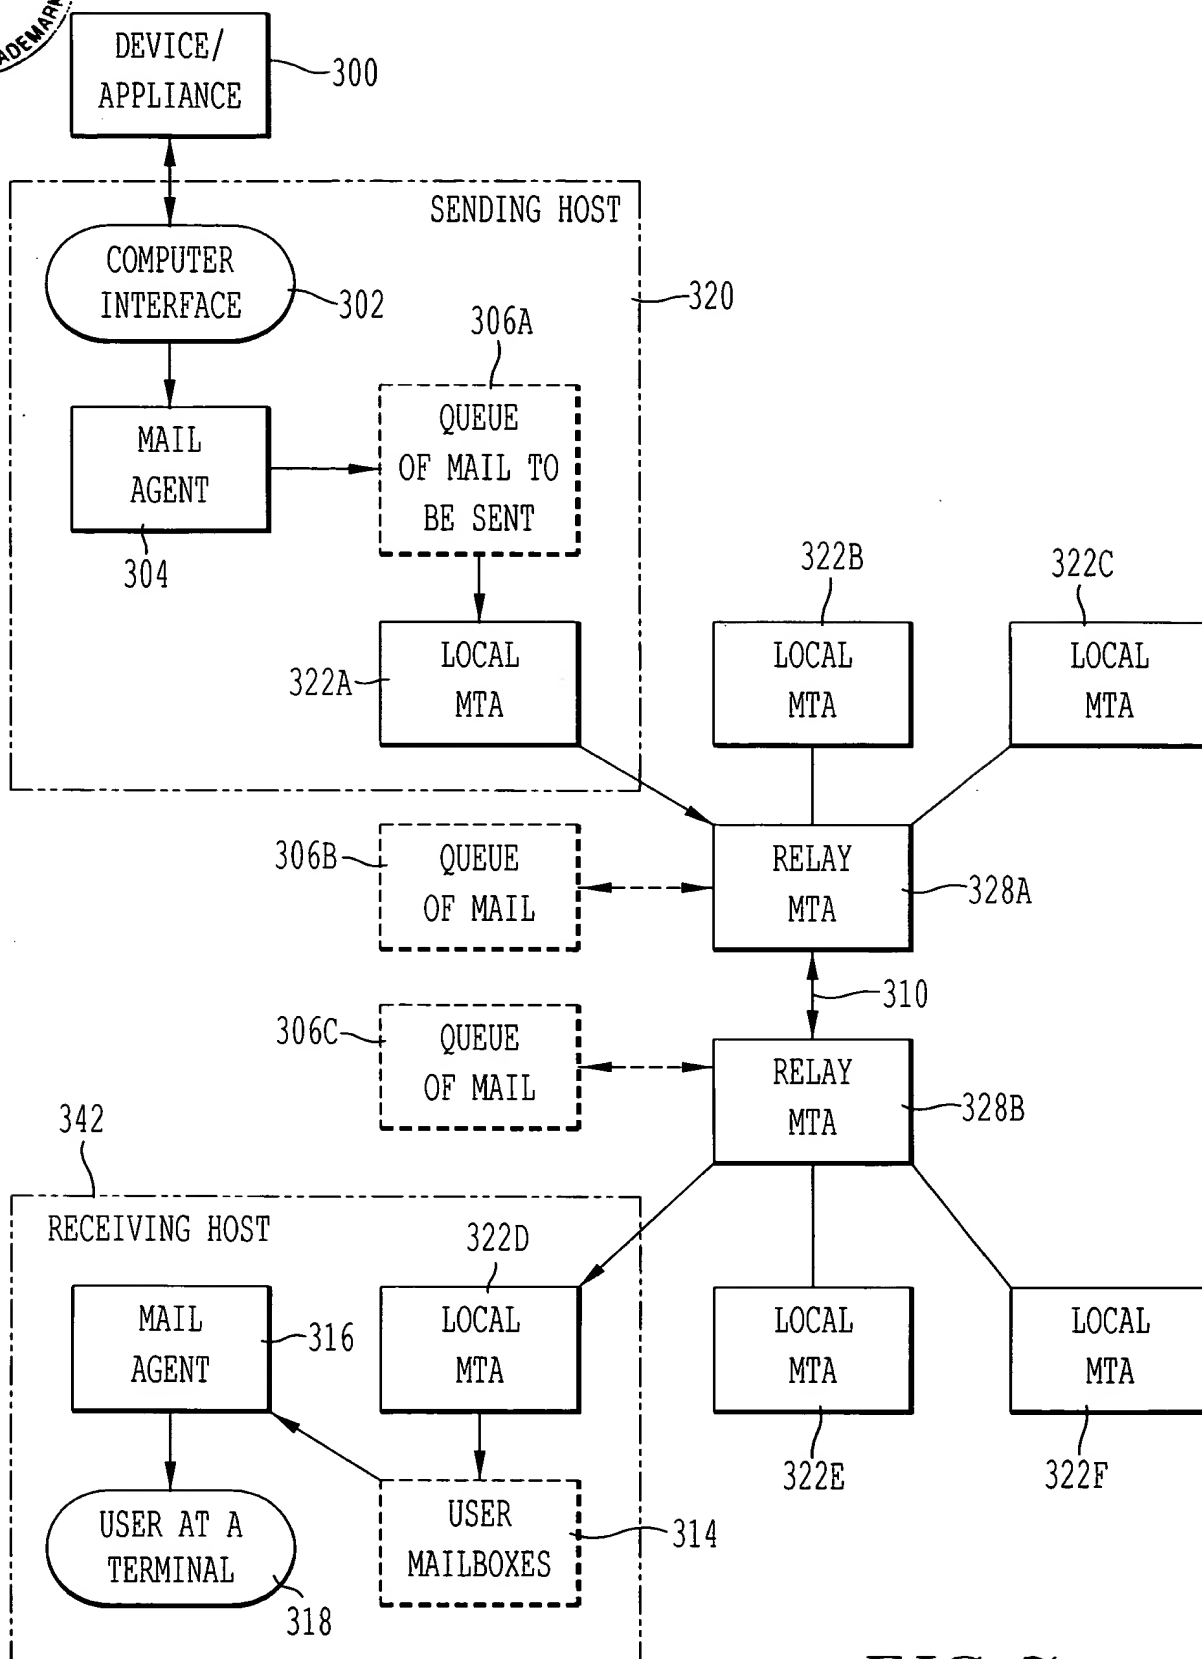 DEVICE/
APPLIANCE
300
SENDING HOST
COMPUTER
INTERFACE
302
320
306A
MAIL
AGENT
304
QUEUE
OF MAIL TO
BE SENT
322B
322C
322A
LOCAL
MTA
LOCAL
MTA
LOCAL
MTA
306B
QUEUE
OF MAIL
RELAY
MTA
328A
310
306C
QUEUE
OF MAIL
RELAY
MTA
328B
342
RECEIVING HOST
322D
MAIL
AGENT
316
LOCAL
MTA
LOCAL
MTA
LOCAL
MTA
322E
322F
USER AT A
TERMINAL
318
USER
MAILBOXES
314